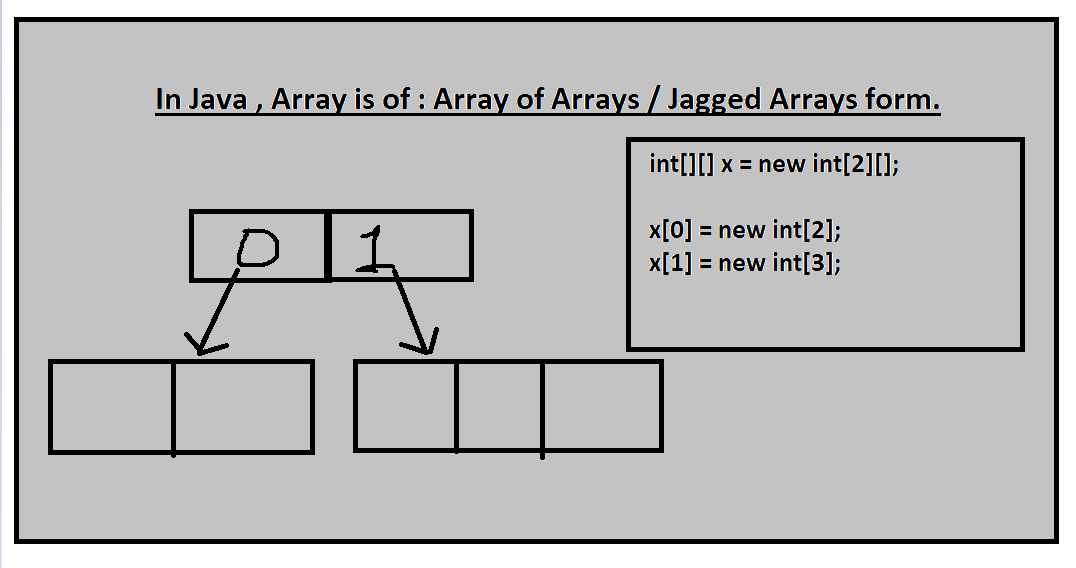 In Java , Array is of : Array of Arrays / Jagged Arrays form.
int[][] x = new int[2][];
x[0] = new int[2];
x[1] = new int[3];
0 1